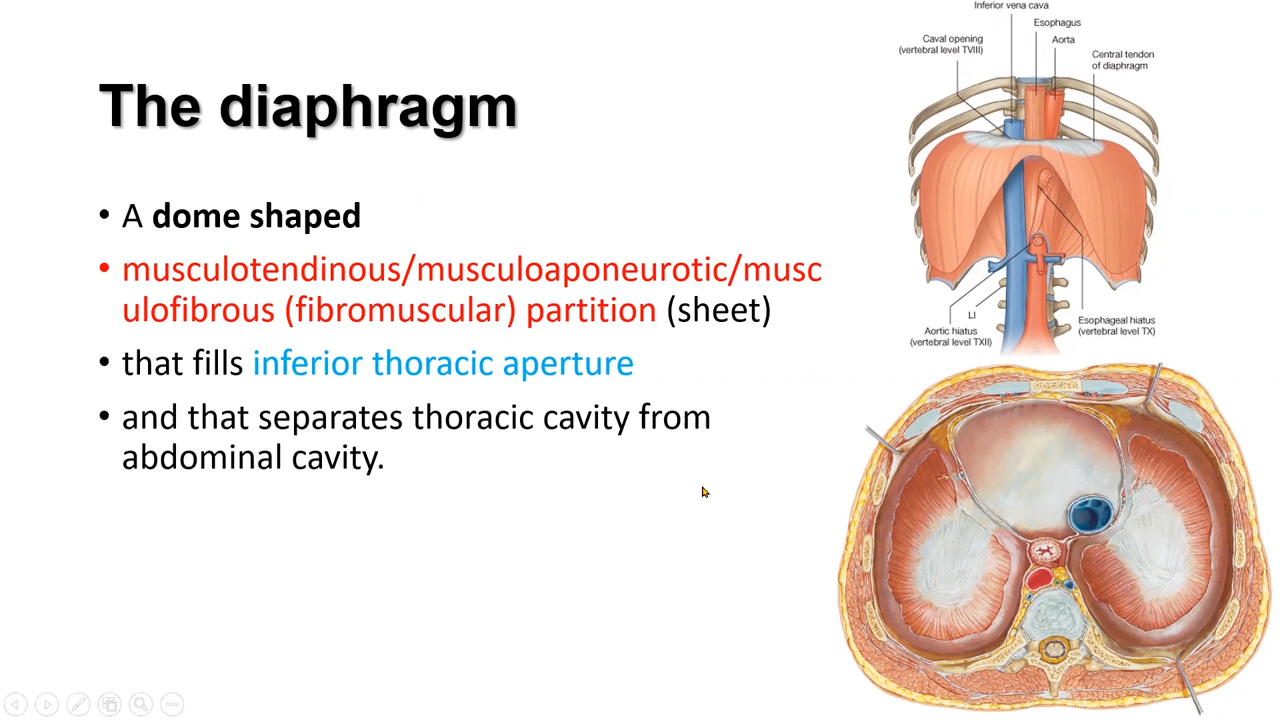 The diaphragm
• A dome shaped
• musculotendinous/musculoaponeurotic/musc
ulofibrous (fibromuscular) partition (sheet)
• that fills inferior thoracic aperture
• and that separates thoracic cavity from
abdominal cavity.
Inferior vena cava
Esophagus
Caval opening
(vertebral level TVIII)
Aorta
Central tendon
of diaphragm
LI
Aortic hiatus
(vertebral level TXII)
Esophageal hiatus
(vertebral level TX)